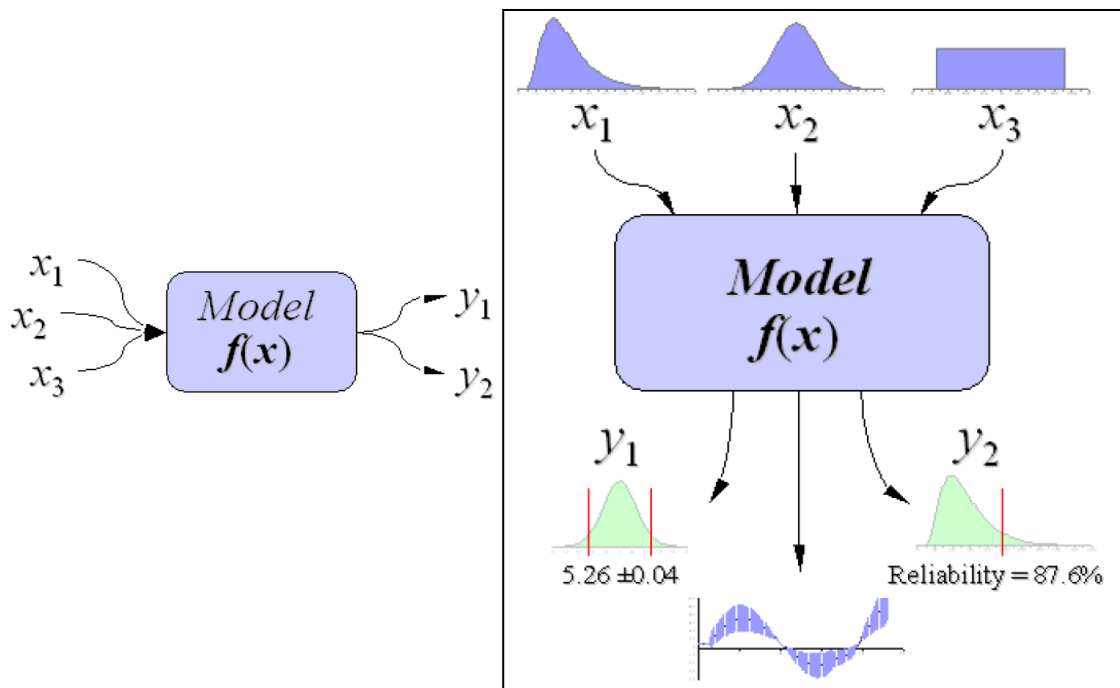 x₁
x₂
x₃
Model
f(x)
y₁
y₂
x₁
x₂
x₃
Model
f(x)
y₁
y₂
5.26 ±0.04
Reliability = 87.6%